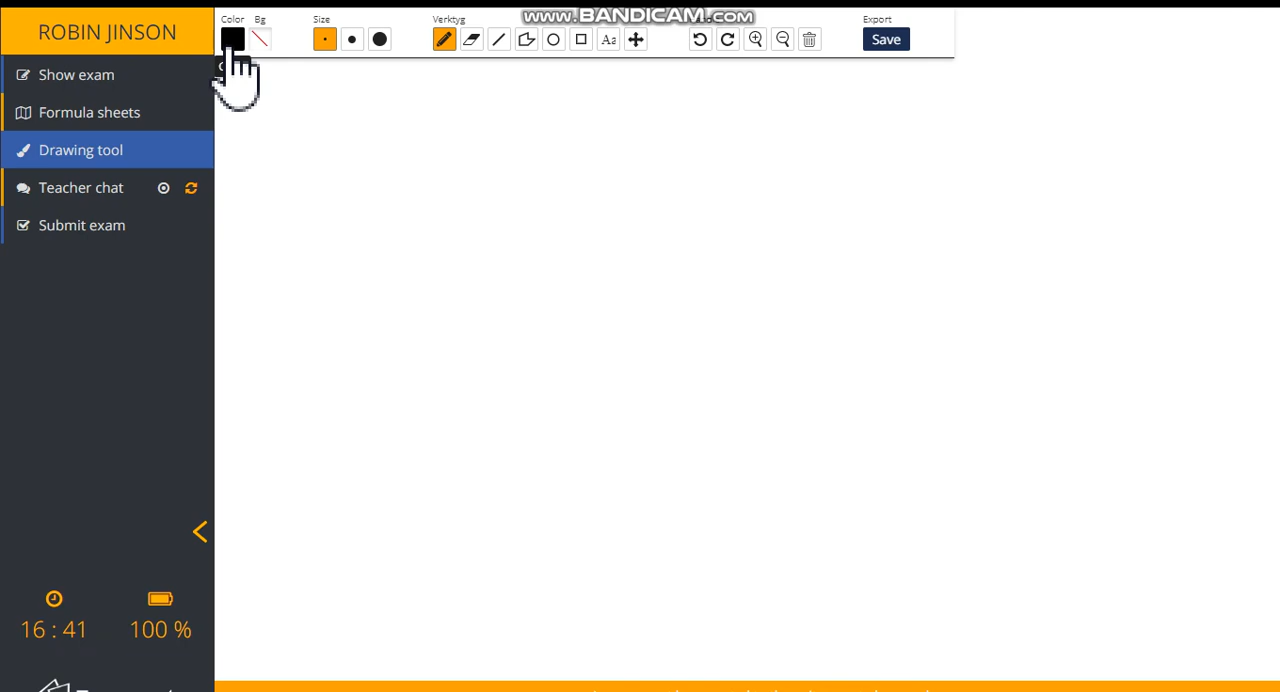 Color Bg Size Verktyg WWW.BANDICAM.COM Export
ROBIN JINSON
Aa
Save
Show exam
Formula sheets
Drawing tool
Teacher chat
Submit exam
16 : 41 100 %